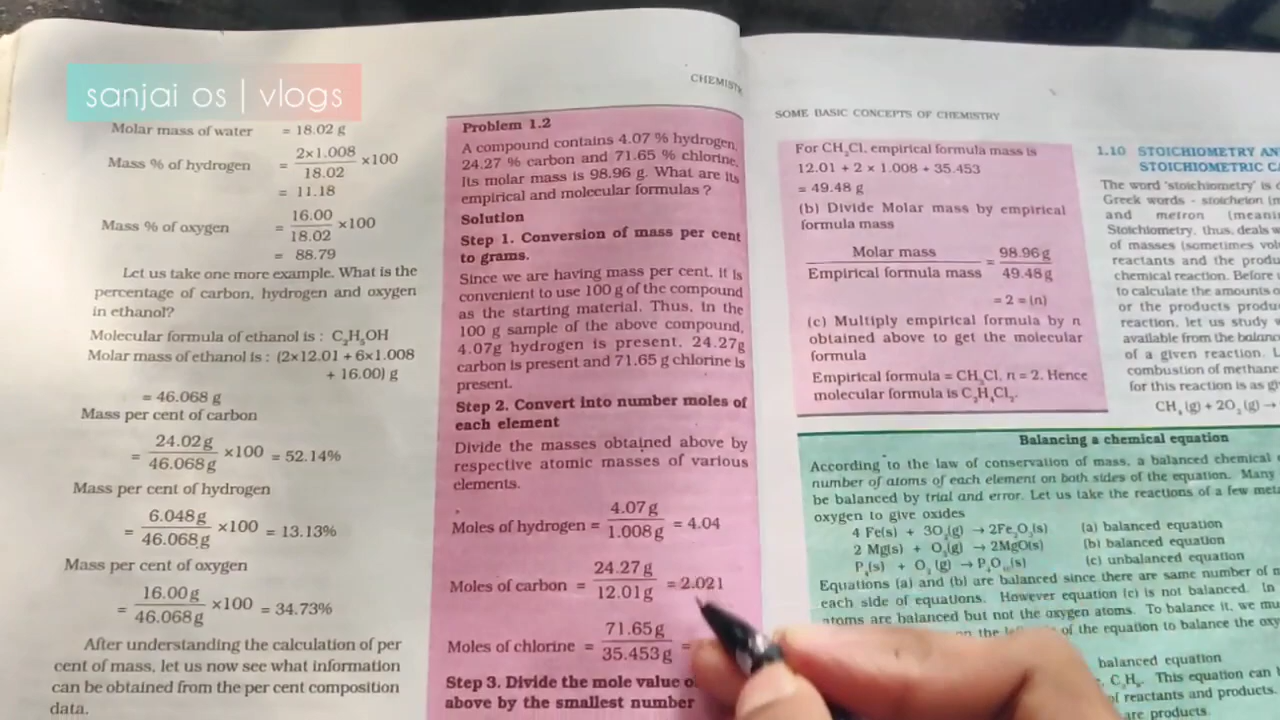 sanjai os | vlogs
Molar mass of water = 18.02 g
Mass % of hydrogen = 2×1.008 / 18.02 ×100
= 11.18
Mass % of oxygen = 16.00 / 18.02 ×100
= 88.79
Let us take one more example. What is the
percentage of carbon, hydrogen and oxygen
in ethanol?
Molecular formula of ethanol is : C₂H₅OH
Molar mass of ethanol is : (2×12.01 + 6×1.008
+ 16.00) g
= 46.068 g
Mass per cent of carbon
= 24.02g / 46.068g ×100 = 52.14%
Mass per cent of hydrogen
= 6.048g / 46.068g ×100 = 13.13%
Mass per cent of oxygen
= 16.00g / 46.068g ×100 = 34.73%
After understanding the calculation of per
cent of mass, let us now see what information
can be obtained from the per cent composition
data.
CHEMISTR
Problem 1.2
A compound contains 4.07 % hydrogen,
24.27 % carbon and 71.65 % chlorine.
Its molar mass is 98.96 g. What are its
empirical and molecular formulas ?
Solution
Step 1. Conversion of mass per cent
to grams.
Since we are having mass per cent, it is
convenient to use 100 g of the compound
as the starting material. Thus, in the
100 g sample of the above compound,
4.07g hydrogen is present, 24.27g
carbon is present and 71.65 g chlorine is
present.
Step 2. Convert into number moles of
each element
Divide the masses obtained above by
respective atomic masses of various
elements.
Moles of hydrogen = 4.07g / 1.008g = 4.04
Moles of carbon = 24.27g / 12.01g = 2.021
Moles of chlorine = 71.65g / 35.453g =
Step 3. Divide the mole value
above by the smallest number
SOME BASIC CONCEPTS OF CHEMISTRY
For CH₂Cl, empirical formula mass is
12.01 + 2 × 1.008 + 35.453
= 49.48 g
(b) Divide Molar mass by empirical
formula mass
Molar mass / Empirical formula mass = 98.96g / 49.48g
= 2 = (n)
(c) Multiply empirical formula by n
obtained above to get the molecular
formula
Empirical formula = CH₂Cl, n = 2. Hence
molecular formula is C₂H₄Cl₂.
1.10 STOICHIOMETRY AN
STOICHIOMETRIC CA
The word 'stoichiometry' is
Greek words - stoicheion
and metron
Stoichiometry, thus, deals
of masses (sometimes
reactants and the
chemical reaction. Before
to calculate the amounts
or the products
reaction, let us study
available from the
of a given reaction.
combustion of methane
for this reaction is as
CH₄(g) + 2O₂(g) →
Balancing a chemical equation
According to the law of conservation of mass, a balanced chemical
number of atoms of each element on both sides of the equation. Many
be balanced by trial and error. Let us take the reactions of a few
oxygen to give oxides
4 Fe(s) + 3O₂(g) → 2Fe₂O₃(s) (a) balanced equation
2 Mg(s) + O₂(g) → 2MgO(s) (b) balanced equation
P₄(s) + O₂(g) → P₄O₁₀(s) (c) unbalanced equation
Equations (a) and (b) are balanced since there are same number of
each side of equations. However equation (c) is not balanced. In
atoms are balanced but not the oxygen atoms. To balance it, we
on the of the equation to balance the
balanced equation
This equation can
of reactants and products.
are products.